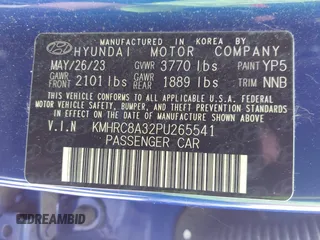 MANUFACTURED IN KOREA BY
HYUNDAI MOTOR COMPANY
MAY/26/23 GVWR 3770 lbs PAINT YP5
GAWR FRT 2101 lbs GAWR RR 1889 lbs TRIM NNB
THIS VEHICLE CONFORMS TO ALL APPLICABLE U.S. FEDERAL MOTOR
VEHICLE SAFETY, BUMPER, AND THEFT PREVENTION STANDARDS
IN EFFECT ON THE DATE OF MANUFACTURE SHOWN ABOVE.
V.I.N KMHRC8A32PU265541
PASSENGER CAR
DREAMBID